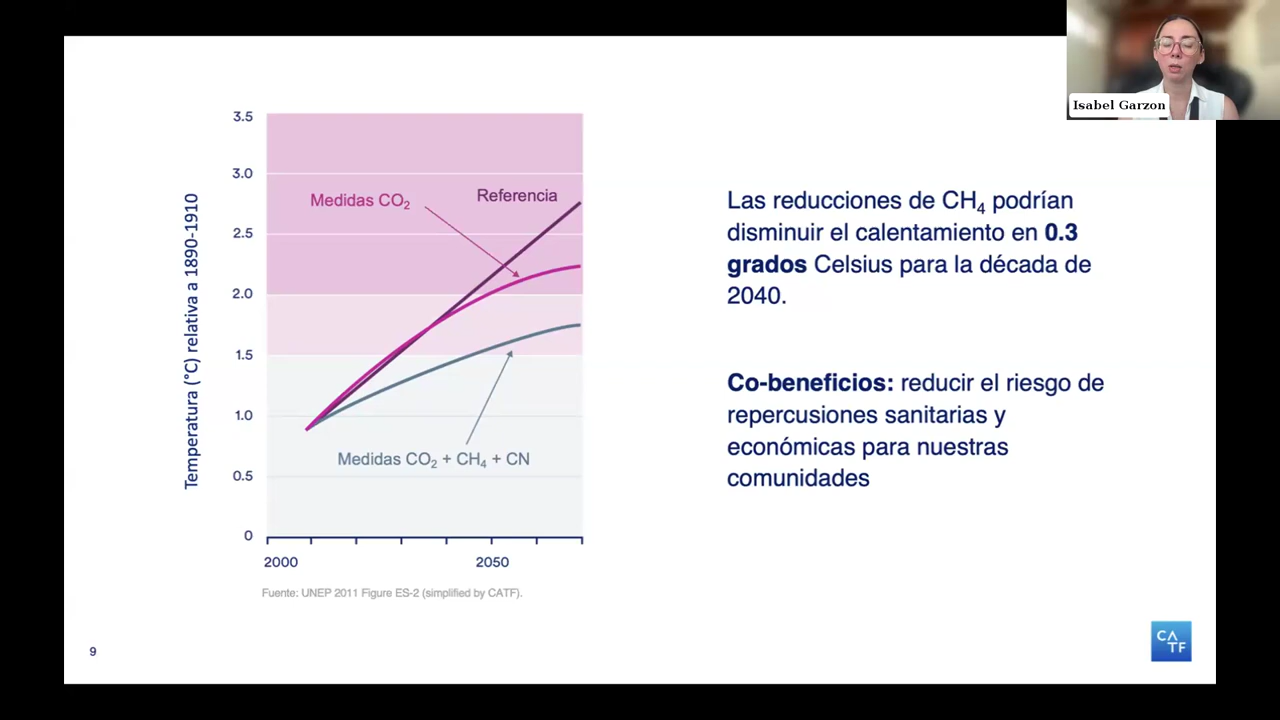 Isabel Garzon
3.5
3.0
2.5
2.0
1.5
1.0
0.5
0
Temperatura (°C) relativa a 1890-1910
Medidas CO₂
Referencia
Medidas CO₂ + CH₄ + CN
2000
2050
Fuente: UNEP 2011 Figure ES-2 (simplified by CATF).
Las reducciones de CH₄ podrían
disminuir el calentamiento en 0.3
grados Celsius para la década de
2040.
Co-beneficios: reducir el riesgo de
repercusiones sanitarias y
económicas para nuestras
comunidades
9
CA
TF